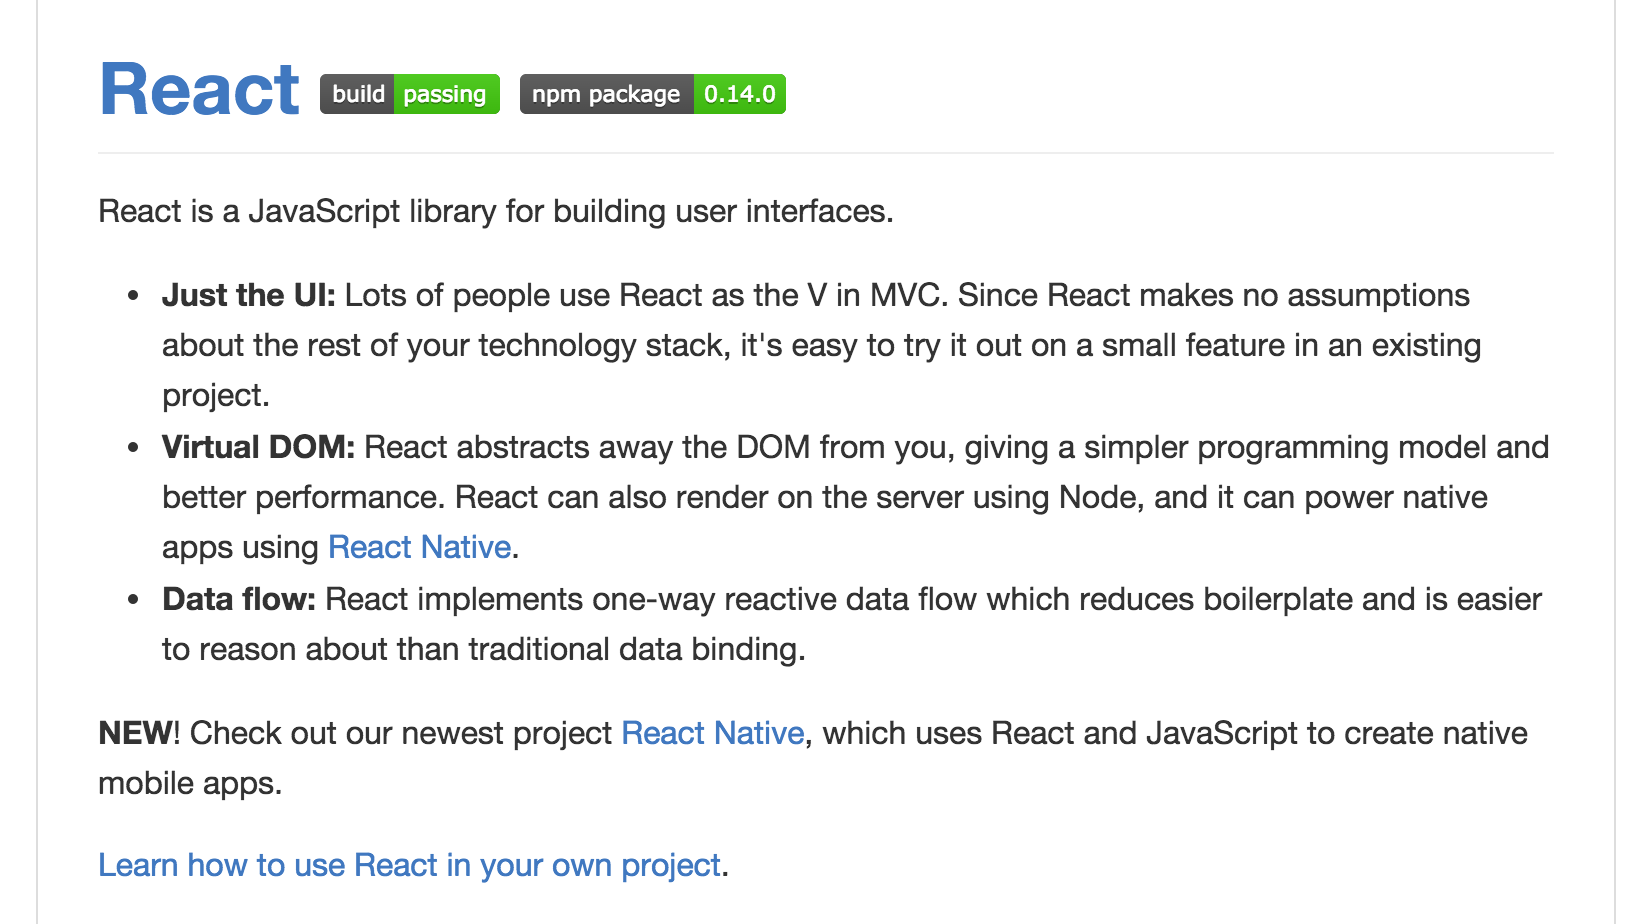 React build passing npm package 0.14.0
React is a JavaScript library for building user interfaces.
• Just the UI: Lots of people use React as the V in MVC. Since React makes no assumptions
about the rest of your technology stack, it's easy to try it out on a small feature in an existing
project.
• Virtual DOM: React abstracts away the DOM from you, giving a simpler programming model and
better performance. React can also render on the server using Node, and it can power native
apps using React Native.
• Data flow: React implements one-way reactive data flow which reduces boilerplate and is easier
to reason about than traditional data binding.
NEW! Check out our newest project React Native, which uses React and JavaScript to create native
mobile apps.
Learn how to use React in your own project.